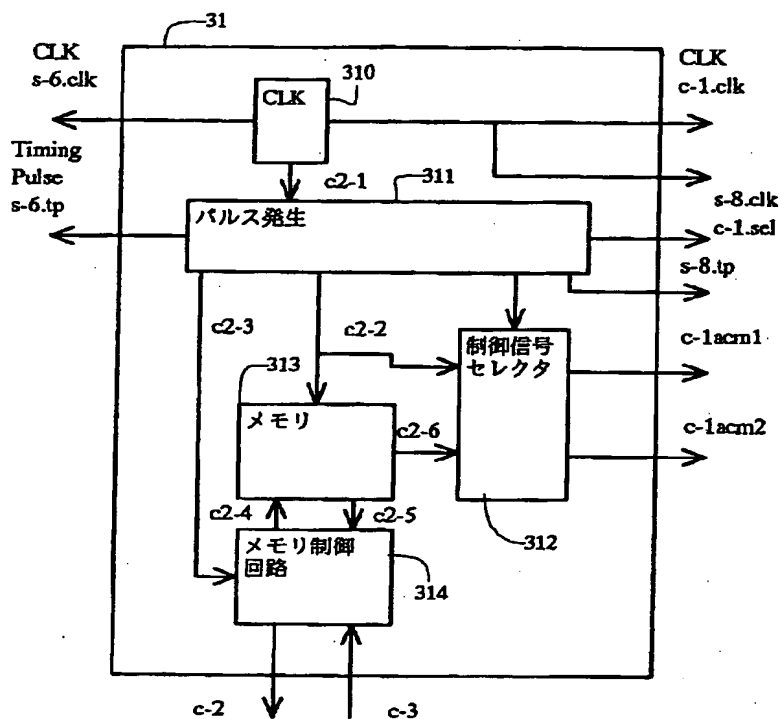 31
CLK
s-6.clk
CLK
c-1.clk
310
CLK
Timing
Pulse
s-6.tp
c2-1
311
s-8.clk
パルス発生
c-1.sel
s-8.tp
c2-3
c2-2
制御信号
セレクタ
c-1acm1
313
メモリ
c2-6
c-1acm2
c2-4
c2-5
312
メモリ制御
回路
314
c-2
c-3